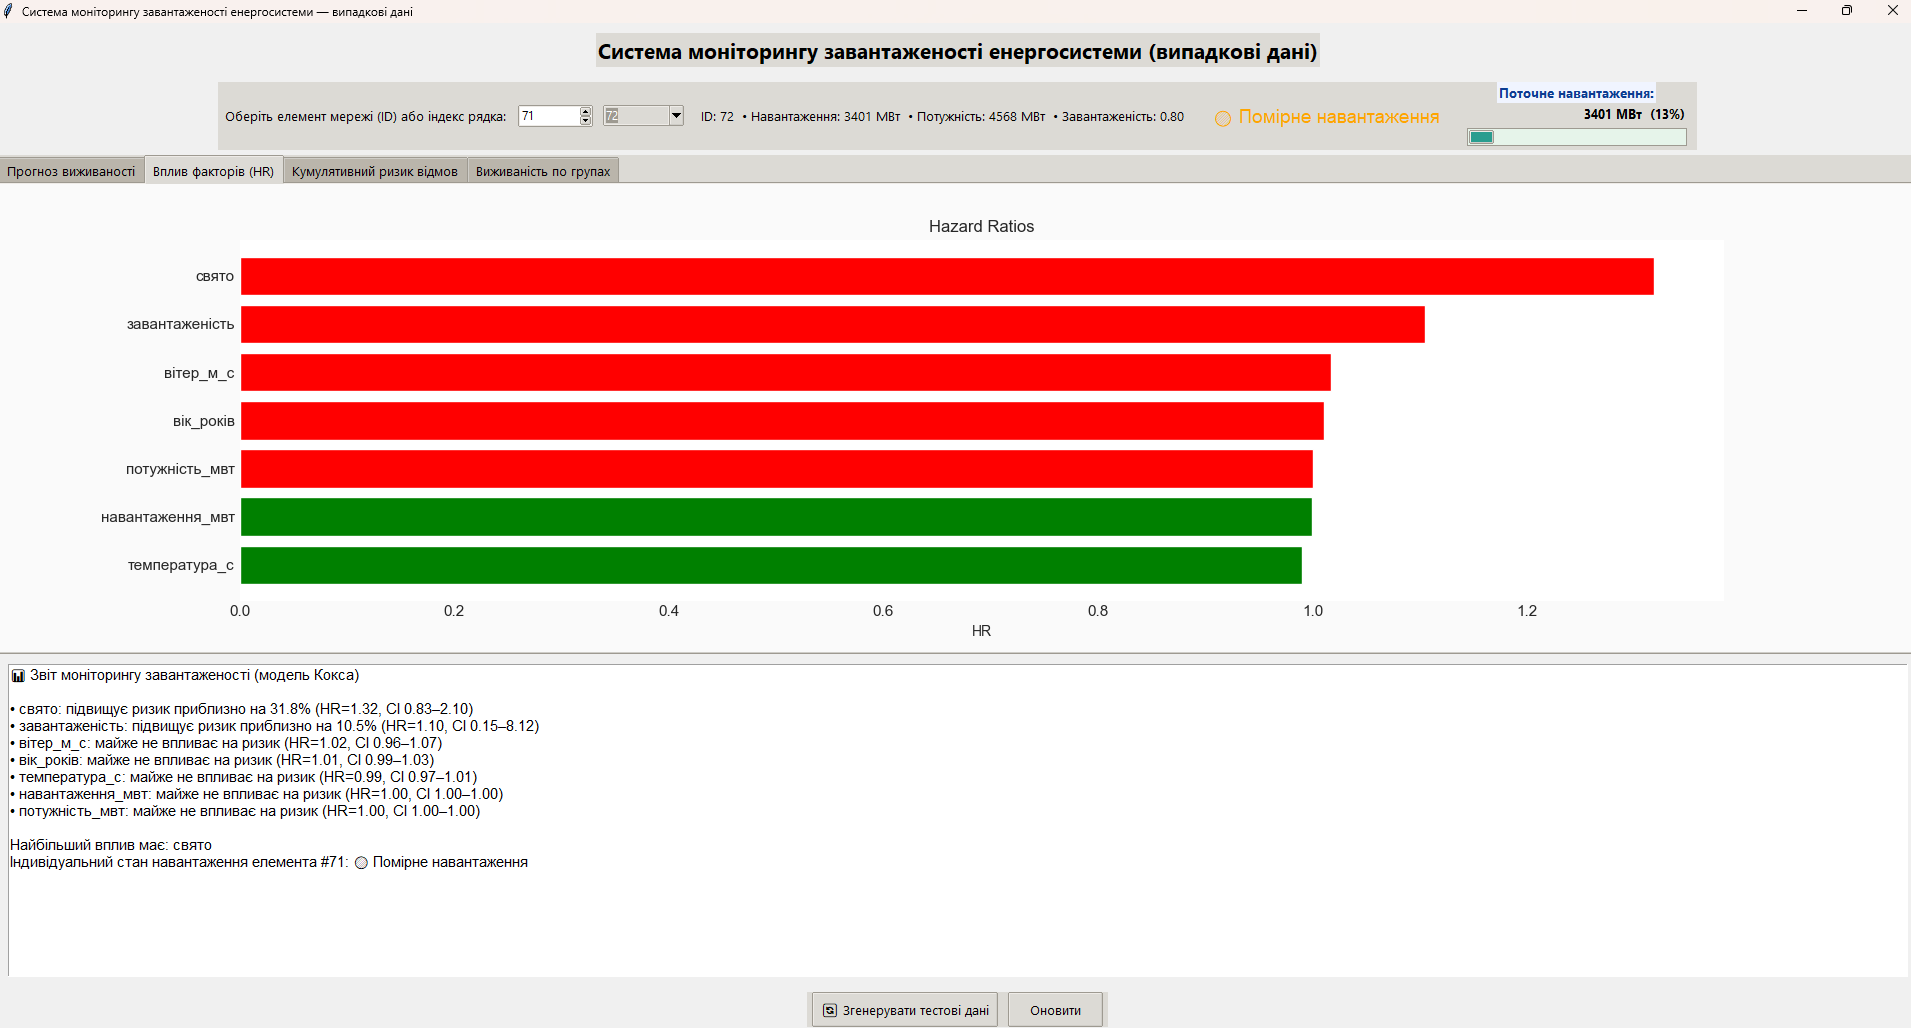 Система моніторингу завантаженості енергосистеми — випадкові дані
Система моніторингу завантаженості енергосистеми (випадкові дані)
Оберіть елемент мережі (ID) або індекс рядка:
71
72
ID: 72 • Навантаження: 3401 МВт • Потужність: 4568 МВт • Завантаженість: 0.80
Помірне навантаження
Поточне навантаження:
3401 МВт (13%)
Прогноз виживаності
Вплив факторів (HR)
Кумулятивний ризик відмов
Виживаність по групах
Hazard Ratios
свято
завантаженість
вітер_м_с
вік_років
потужність_мвт
навантаження_мвт
температура_с
0.0 0.2 0.4 0.6 0.8 1.0 1.2
HR
Звіт моніторингу завантаженості (модель Кокса)
• свято: підвищує ризик приблизно на 31.8% (HR=1.32, CI 0.83–2.10)
• завантаженість: підвищує ризик приблизно на 10.5% (HR=1.10, CI 0.15–8.12)
• вітер_м_с: майже не впливає на ризик (HR=1.02, CI 0.96–1.07)
• вік_років: майже не впливає на ризик (HR=1.01, CI 0.99–1.03)
• температура_с: майже не впливає на ризик (HR=0.99, CI 0.97–1.01)
• навантаження_мвт: майже не впливає на ризик (HR=1.00, CI 1.00–1.00)
• потужність_мвт: майже не впливає на ризик (HR=1.00, CI 1.00–1.00)
Найбільший вплив має: свято
Індивідуальний стан навантаження елемента #71: Помірне навантаження
Згенерувати тестові дані
Оновити